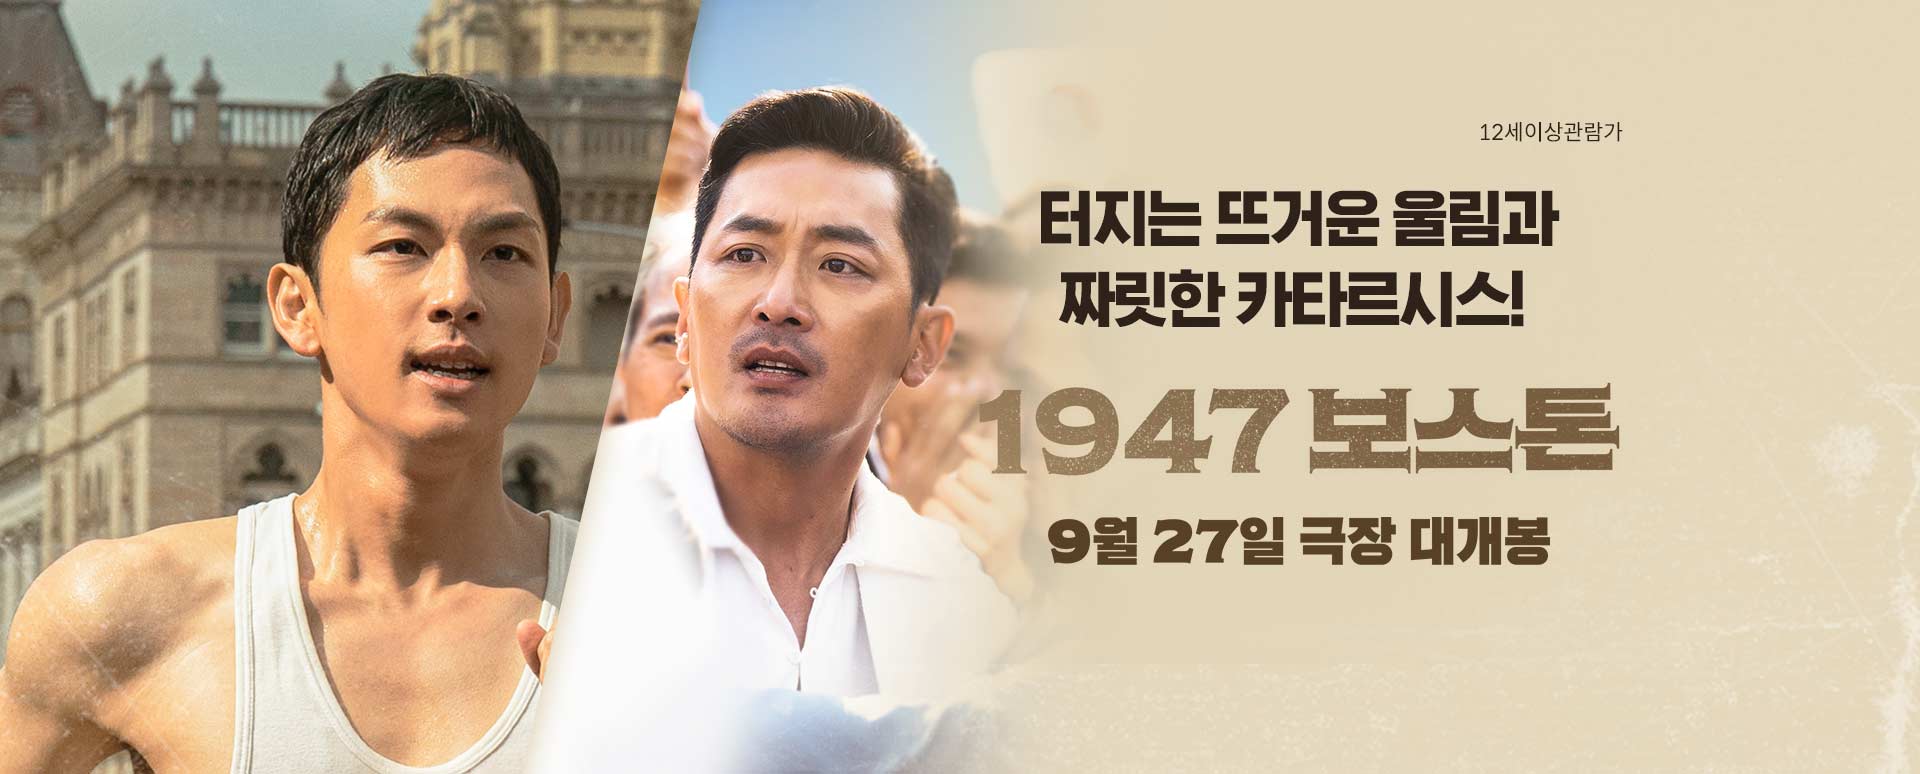 12세이상관람가
터지는 뜨거운 울림과
짜릿한 카타르시스!
1947 보스톤
9월 27일 극장 대개봉